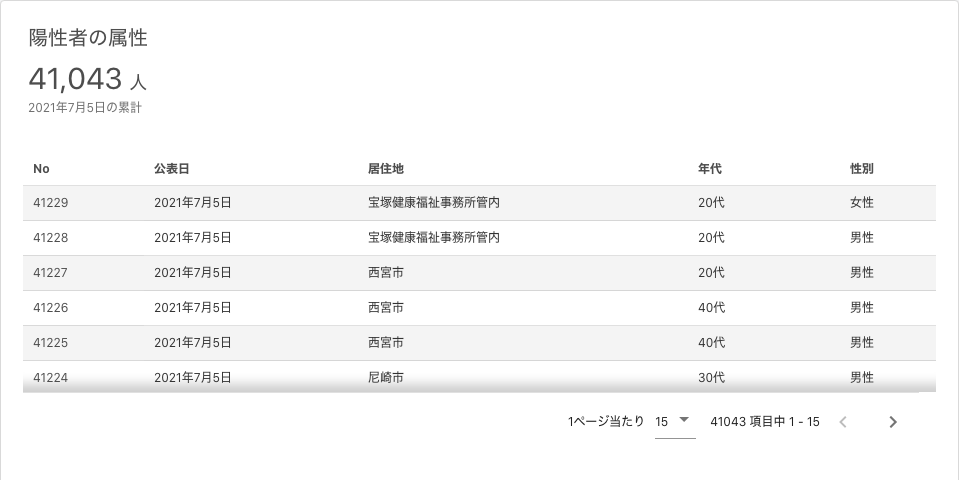 陽性者の属性
41,043 人
2021年7月5日の累計
No 公表日 居住地 年代 性別
41229 2021年7月5日 宝塚健康福祉事務所管内 20代 女性
41228 2021年7月5日 宝塚健康福祉事務所管内 20代 男性
41227 2021年7月5日 西宮市 20代 男性
41226 2021年7月5日 西宮市 40代 男性
41225 2021年7月5日 西宮市 40代 男性
41224 2021年7月5日 尼崎市 30代 男性
1ページ当たり 15 41043 項目中 1 - 15